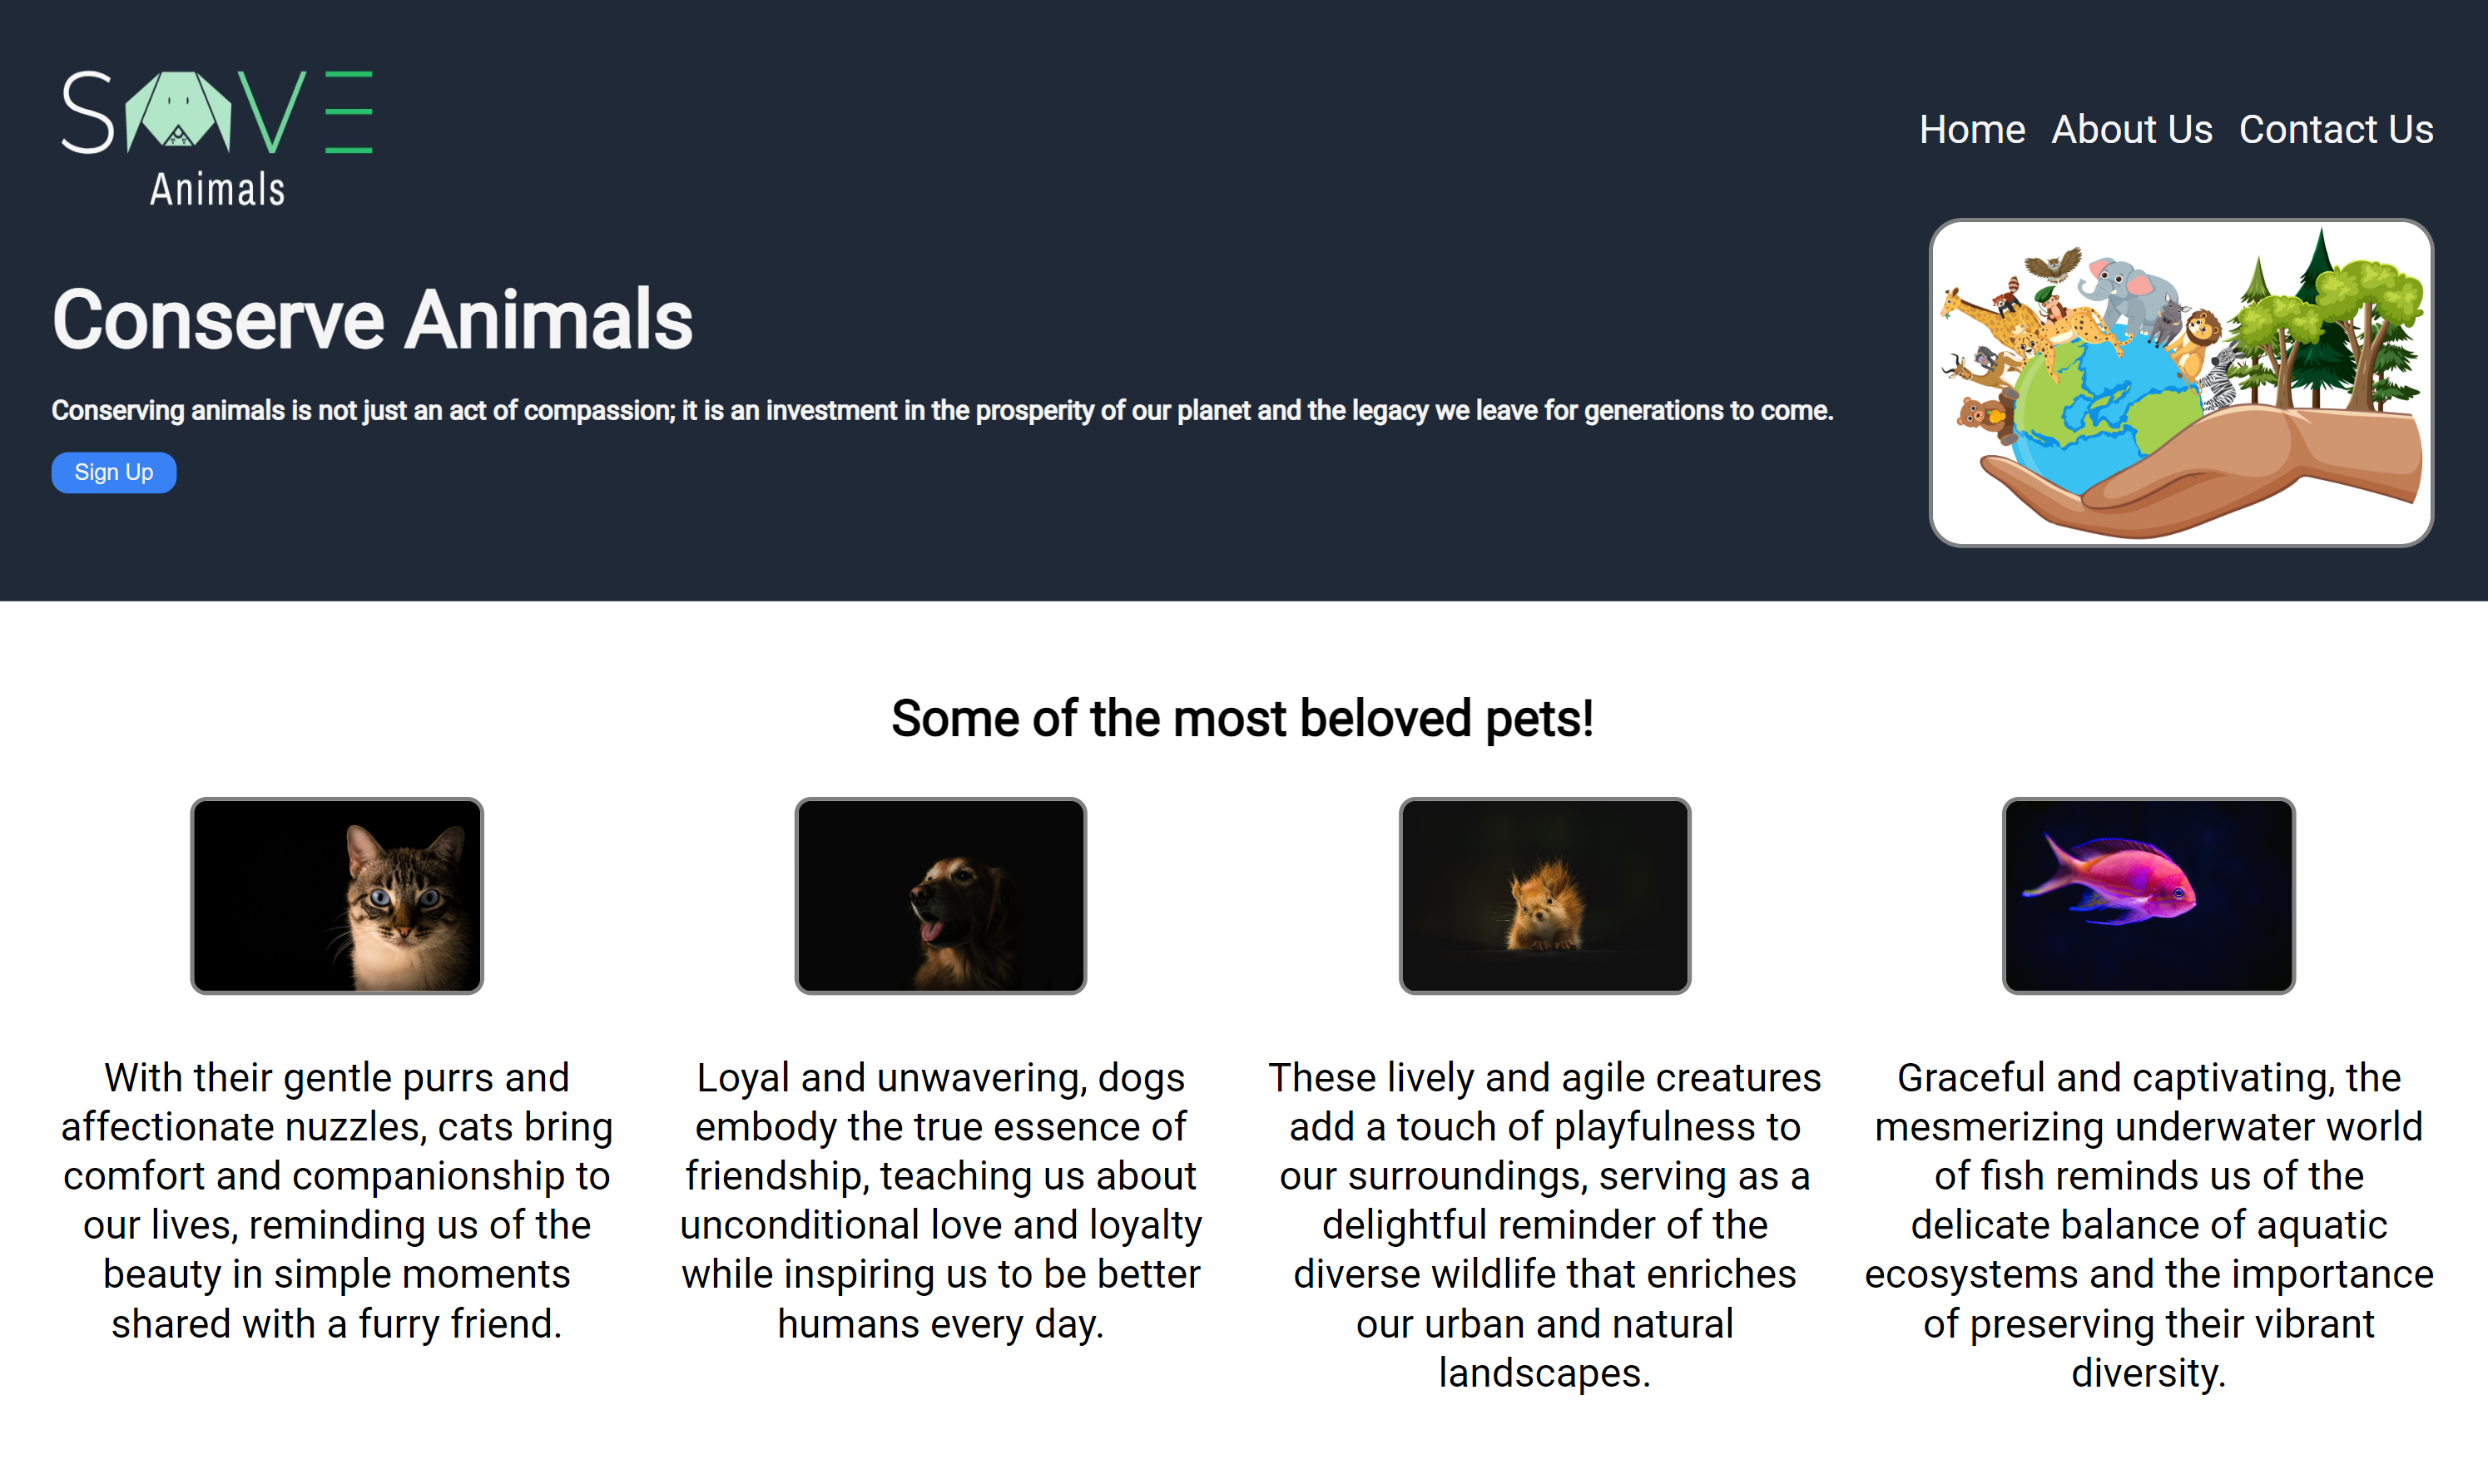 SAVE
Animals
Home About Us Contact Us
Conserve Animals
Conserving animals is not just an act of compassion; it is an investment in the prosperity of our planet and the legacy we leave for generations to come.
Sign Up
Some of the most beloved pets!
With their gentle purrs and
affectionate nuzzles, cats bring
comfort and companionship to
our lives, reminding us of the
beauty in simple moments
shared with a furry friend.
Loyal and unwavering, dogs
embody the true essence of
friendship, teaching us about
unconditional love and loyalty
while inspiring us to be better
humans every day.
These lively and agile creatures
add a touch of playfulness to
our surroundings, serving as a
delightful reminder of the
diverse wildlife that enriches
our urban and natural
landscapes.
Graceful and captivating, the
mesmerizing underwater world
of fish reminds us of the
delicate balance of aquatic
ecosystems and the importance
of preserving their vibrant
diversity.